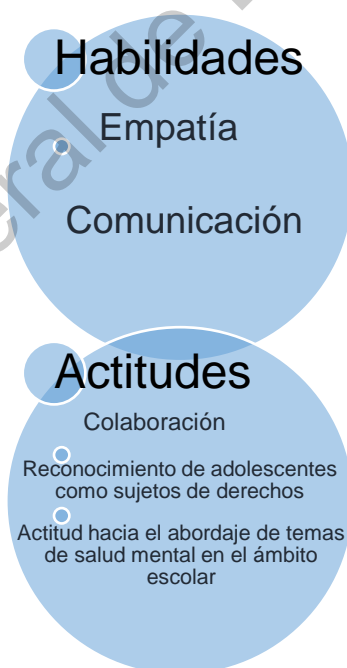 Habilidades
Empatía
Comunicación
Actitudes
Colaboración
Reconocimiento de adolescentes
como sujetos de derechos
Actitud hacia el abordaje de temas
de salud mental en el ámbito
escolar